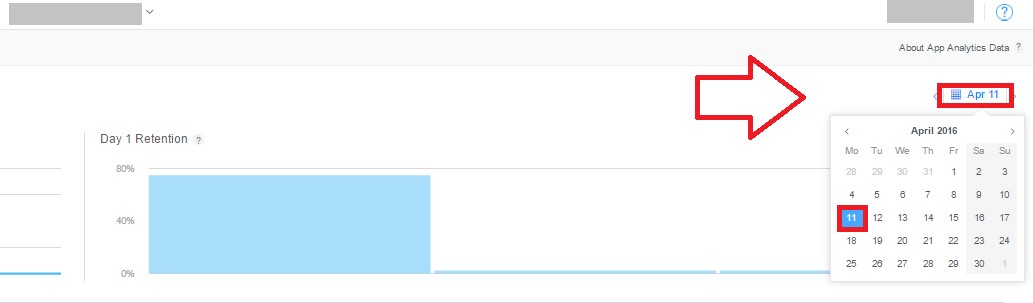 ?
About App Analytics Data ?
Apr 11
Day 1 Retention ?
80%
40%
0%
‹ April 2016 ›
Mo Tu We Th Fr Sa Su
28 29 30 31 1 2 3
4 5 6 7 8 9 10
11 12 13 14 15 16 17
18 19 20 21 22 23 24
25 26 27 28 29 30 1